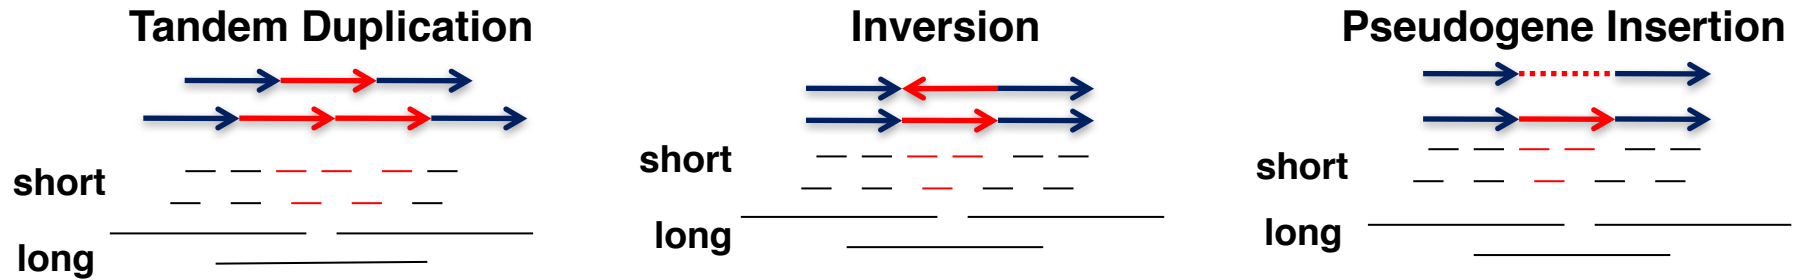 Tandem Duplication
short
long
Inversion
short
long
Pseudogene Insertion
short
long